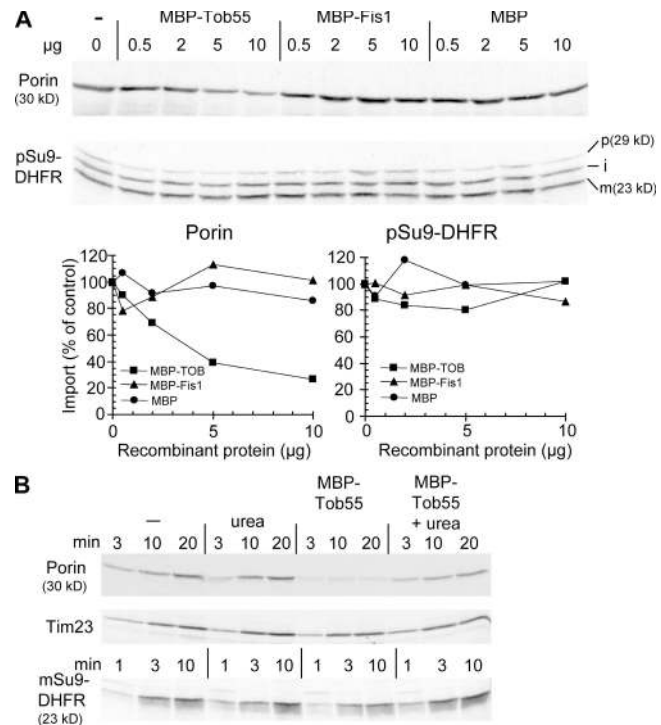 A
- MBP-Tob55 MBP-Fis1 MBP
µg 0 0.5 2 5 10 0.5 2 5 10 0.5 2 5 10
Porin
(30 kD)
pSu9-
DHFR
p(29 kD)
i
m(23 kD)
Porin
120
100
80
60
40
20
0
Import (% of control)
MBP-TOB
MBP-Fis1
MBP
0 5 10
Recombinant protein (µg)
pSu9-DHFR
120
100
80
60
40
20
0
MBP-TOB
MBP-Fis1
MBP
0 5 10
Recombinant protein (µg)
B
— urea MBP-
Tob55
MBP-
Tob55
+ urea
min 3 10 20 3 10 20 3 10 20 3 10 20
Porin
(30 kD)
Tim23
min 1 3 10 1 3 10 1 3 10 1 3 10
mSu9-
DHFR
(23 kD)